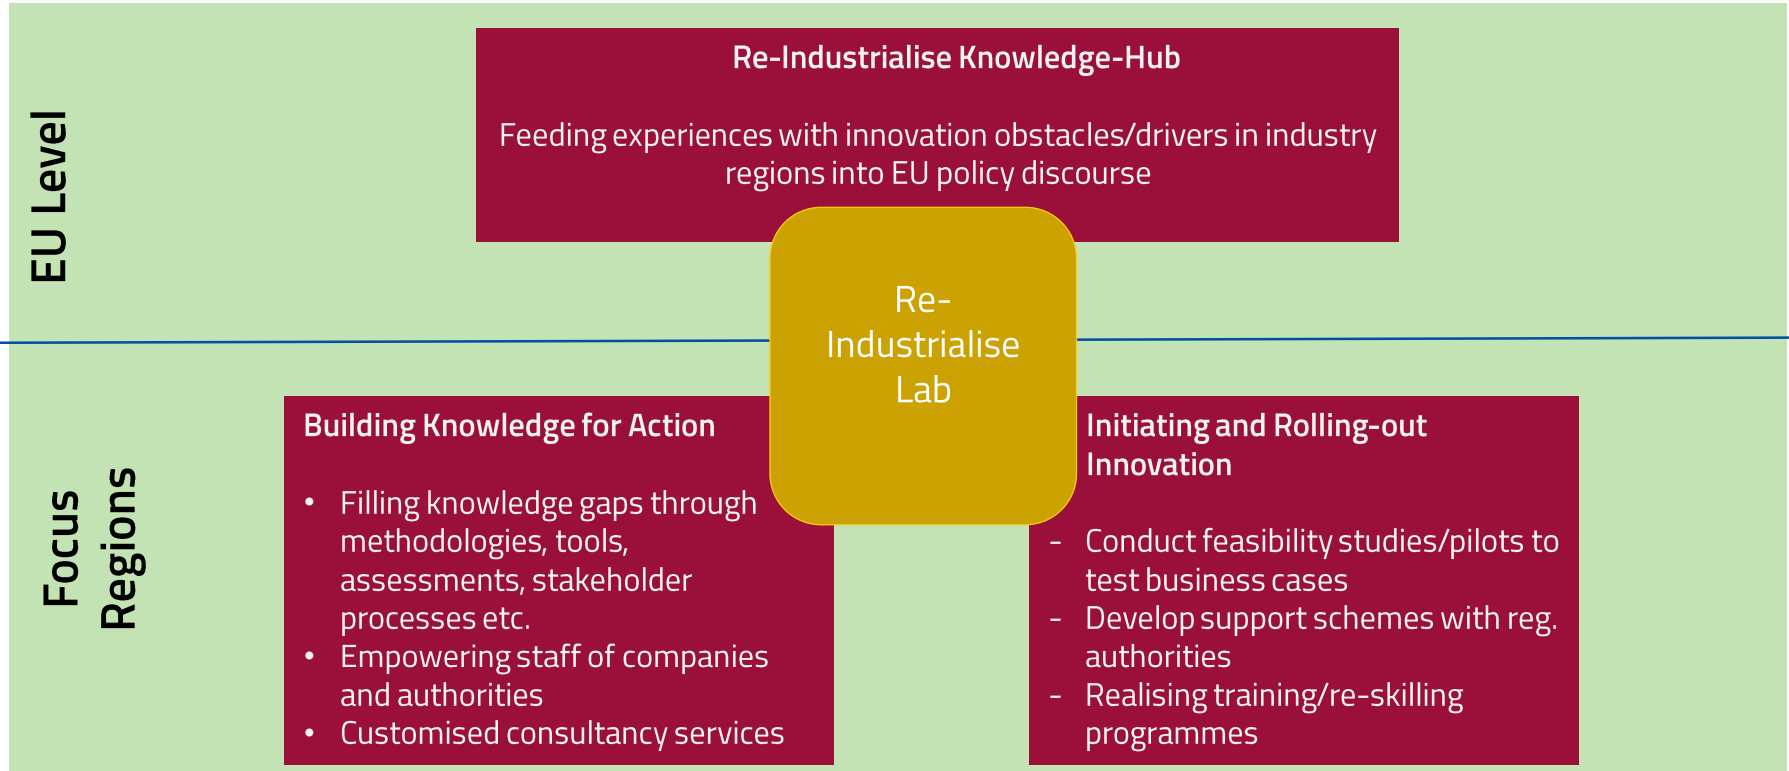 EU Level
Re-Industrialise Knowledge-Hub
Feeding experiences with innovation obstacles/drivers in industry
regions into EU policy discourse
Re-
Industrialise
Lab
Focus
Regions
Building Knowledge for Action
• Filling knowledge gaps through
methodologies, tools,
assessments, stakeholder
processes etc.
• Empowering staff of companies
and authorities
• Customised consultancy services
Initiating and Rolling-out
Innovation
- Conduct feasibility studies/pilots to
test business cases
- Develop support schemes with reg.
authorities
- Realising training/re-skilling
programmes